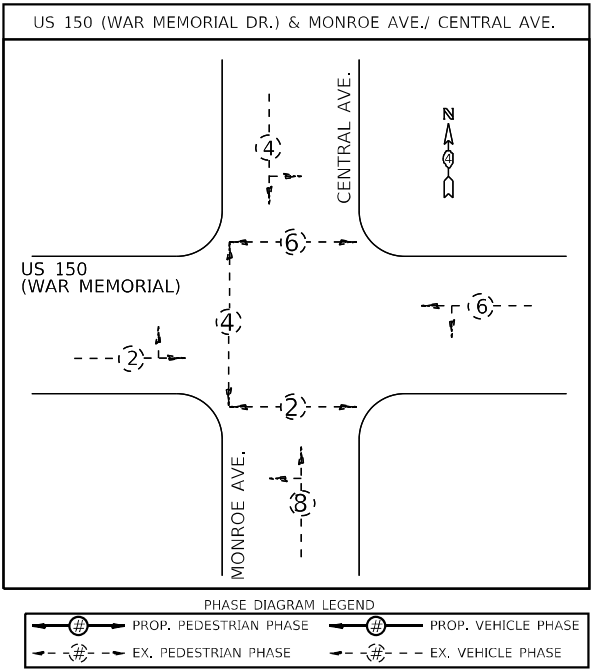 US 150 (WAR MEMORIAL DR.) & MONROE AVE./ CENTRAL AVE.
CENTRAL AVE.
N
4
4
6
US 150
(WAR MEMORIAL)
6
4
2
2
MONROE AVE.
8
PHASE DIAGRAM LEGEND
# PROP. PEDESTRIAN PHASE # PROP. VEHICLE PHASE
# EX. PEDESTRIAN PHASE # EX. VEHICLE PHASE